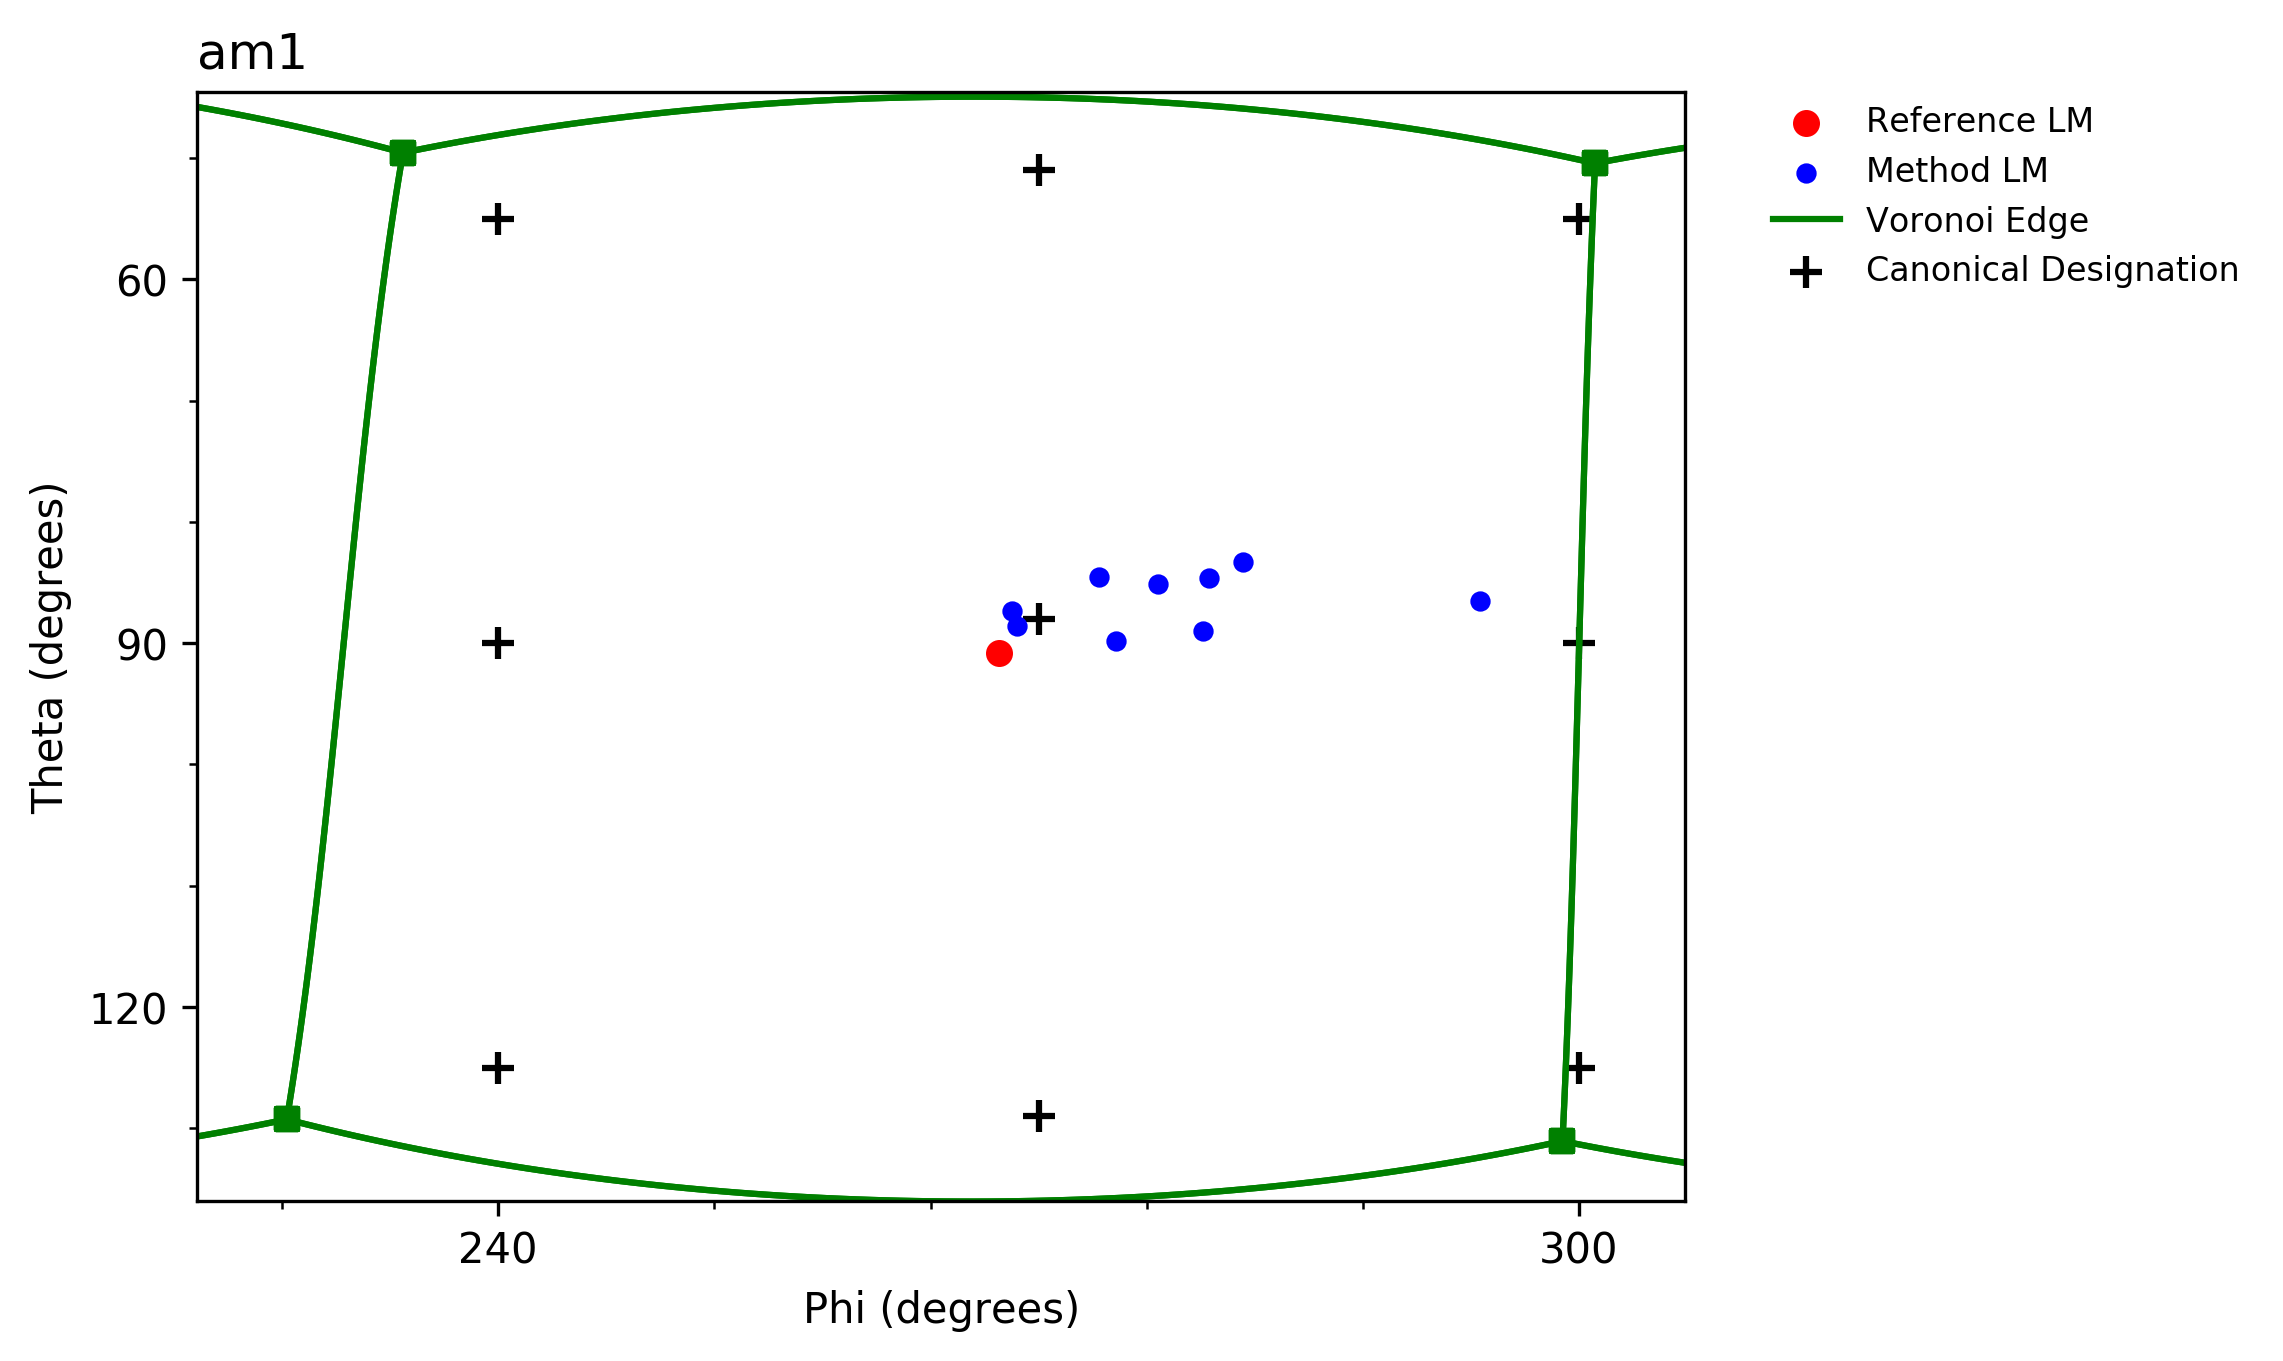 am1
Reference LM
Method LM
Voronoi Edge
Canonical Designation
60
90
120
Theta (degrees)
240
300
Phi (degrees)